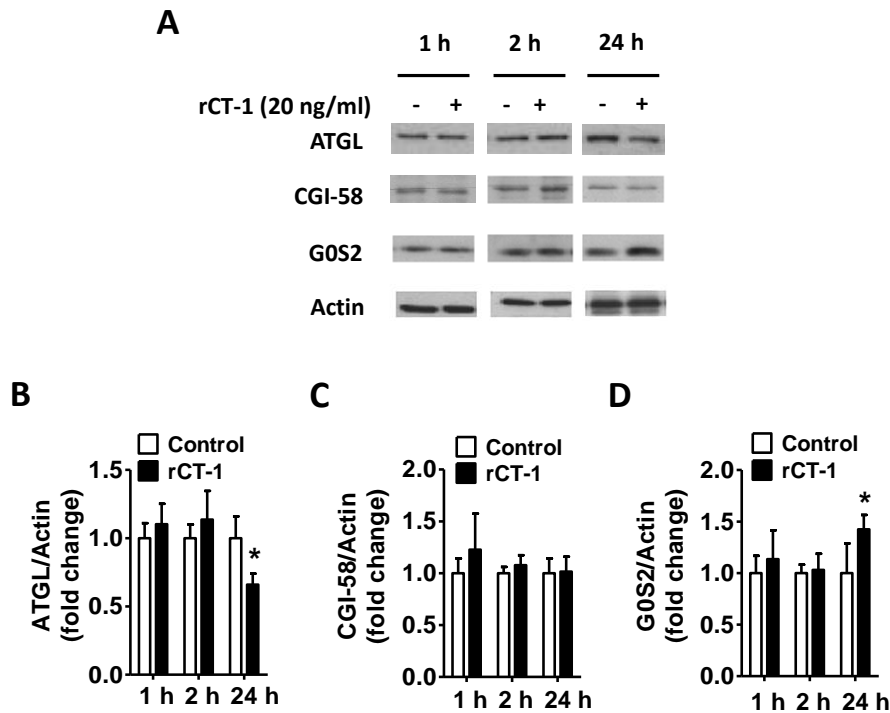 A
1 h 2 h 24 h
rCT-1 (20 ng/ml) - + - + - +
ATGL
CGI-58
G0S2
Actin
B
Control
rCT-1
ATGL/Actin
(fold change)
1.5
1.0
0.5
0.0
*
1 h 2 h 24 h
C
Control
rCT-1
CGI-58/Actin
(fold change)
2.0
1.5
1.0
0.5
0.0
1 h 2 h 24 h
D
Control
rCT-1
G0S2/Actin
(fold change)
2.0
1.5
1.0
0.5
0.0
*
1 h 2 h 24 h